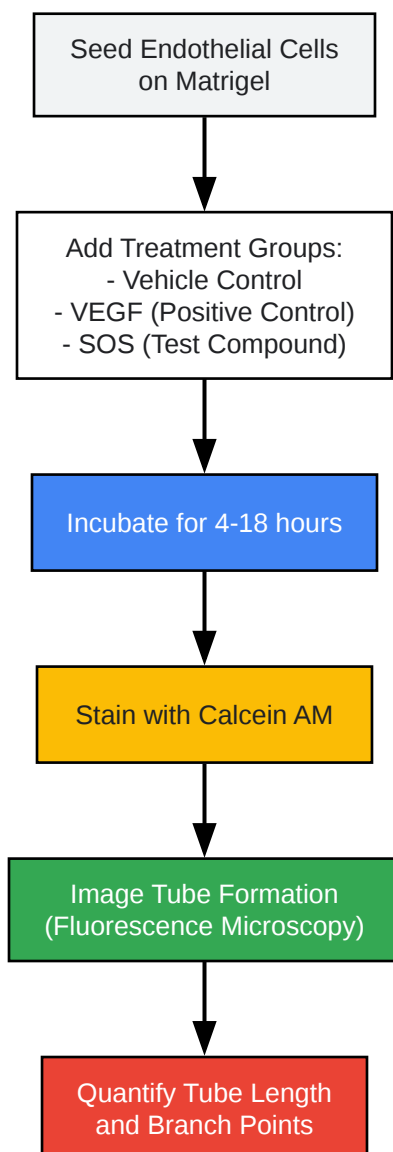 Seed Endothelial Cells
on Matrigel
Add Treatment Groups:
- Vehicle Control
- VEGF (Positive Control)
- SOS (Test Compound)
Incubate for 4-18 hours
Stain with Calcein AM
Image Tube Formation
(Fluorescence Microscopy)
Quantify Tube Length
and Branch Points